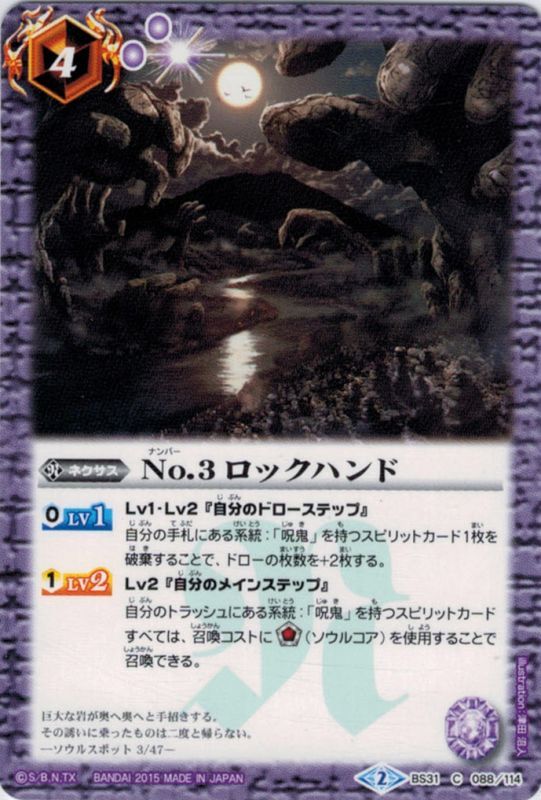 4
ナンバー
ネクサス No.3 ロックハンド
0 LV1 Lv1・Lv2『自分のドローステップ』
自分の手札にある系統：「呪鬼」を持つスピリットカード1枚を
破棄することで、ドローの枚数を+2枚する。
1 LV2 Lv2『自分のメインステップ』
自分のトラッシュにある系統：「呪鬼」を持つスピリットカード
すべては、召喚コストに (ソウルコア)を使用することで
召喚できる。
巨大な岩が奥へ奥へと手招きする。
その誘いに乗ったものは二度と帰らない。
—ソウルスポット 3/47—
Illustration：津田 沼人
©S/B,N,TX BANDAI 2015 MADE IN JAPAN 2 BS31 C 088/114